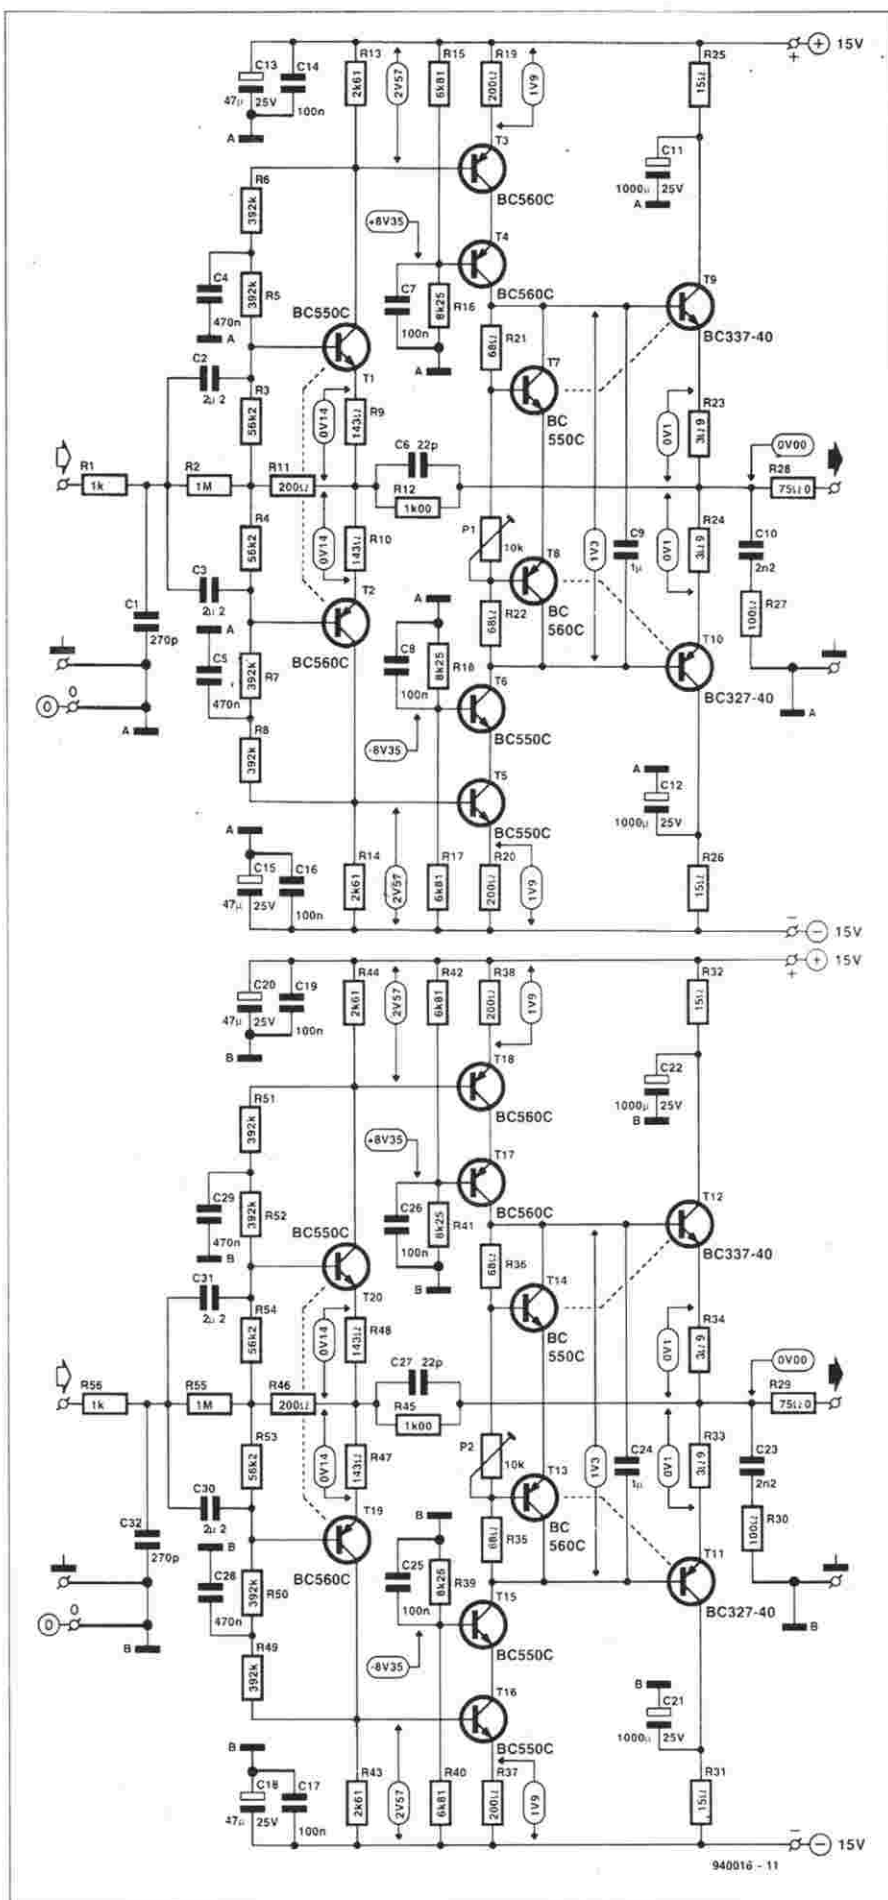 C13
47µ 25V
C14
100n
A
R13
2k61
2V57
R15
6k81
R19
200Ω
1V9
R25
15Ω
+ 15V
+
T3
BC560C
C11
1000µ 25V
A
R6
392k
+8V35
T4
BC560C
C4
470n
A
R5
392k
C7
100n
A
R16
8k25
T9
BC337-40
BC550C
T1
R21
68Ω
T7
BC
550C
C2
2µ2
R3
56k2
0V14
R9
143Ω
C6 22p
R12
1k00
0V1
R23
3Ω9
0V00
R1
1k
R2
1M
R11
200Ω
R28
75Ω0
R4
56k2
0V14
R10
143Ω
P1
10k
1V3
C9
1µ
0V1
R24
3Ω9
C10
2n2
C3
2µ2
T2
BC560C
T8
BC
560C
R22
68Ω
R27
100Ω
C1
270p
A
C5
470n
R7
392k
A
C8
100n
R18
8k25
T10
BC327-40
A
0 0
A
R8
392k
-8V35
T6
BC550C
T5
BC550C
A
C12
1000µ 25V
A
C15
47µ 25V
C16
100n
R14
2k61
2V57
R17
6k81
R20
200Ω
1V9
R26
15Ω
−
− 15V
C20
47µ 25V
C19
100n
B
R44
2k61
2V57
R42
6k81
R38
200Ω
1V9
R32
15Ω
+ 15V
+
T18
BC560C
C22
1000µ 25V
B
R51
392k
+8V35
T17
BC560C
C29
470n
B
R52
392k
C26
100n
B
R41
8k25
T12
BC337-40
BC550C
T20
R36
68Ω
T14
BC
550C
C31
2µ2
R54
56k2
0V14
R48
143Ω
C27 22p
R45
1k00
0V1
R34
3Ω9
0V00
R56
1k
R55
1M
R46
200Ω
R29
75Ω0
R53
56k2
0V14
R47
143Ω
P2
10k
1V3
C24
1µ
0V1
R33
3Ω9
C23
2n2
C30
2µ2
T19
BC560C
T13
BC
560C
R35
68Ω
R30
100Ω
C32
270p
B
C28
470n
R50
392k
B
C25
100n
R39
8k25
T11
BC327-40
B
0 0
B
R49
392k
-8V35
T15
BC550C
T16
BC550C
B
C21
1000µ 25V
B
C18
47µ 25V
C17
100n
R43
2k61
2V57
R40
6k81
R37
200Ω
1V9
R31
15Ω
−
− 15V
940016 - 11